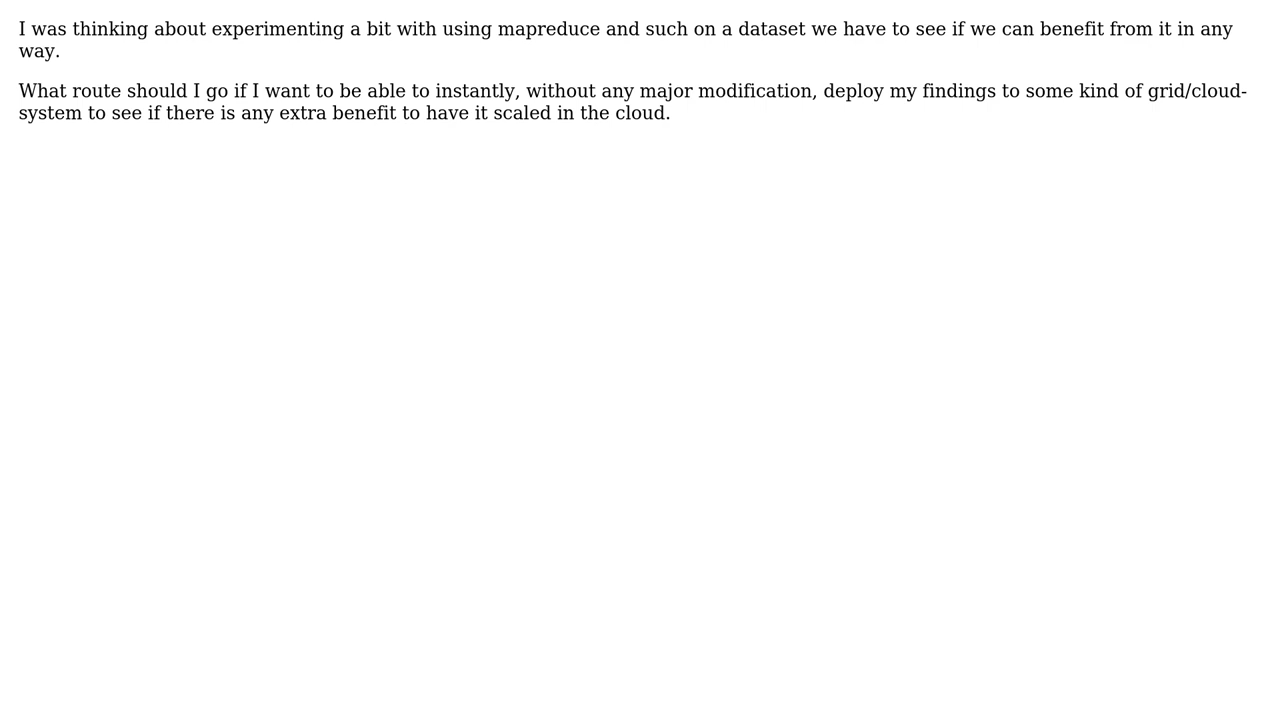 I was thinking about experimenting a bit with using mapreduce and such on a dataset we have to see if we can benefit from it in any
way.
What route should I go if I want to be able to instantly, without any major modification, deploy my findings to some kind of grid/cloud-
system to see if there is any extra benefit to have it scaled in the cloud.